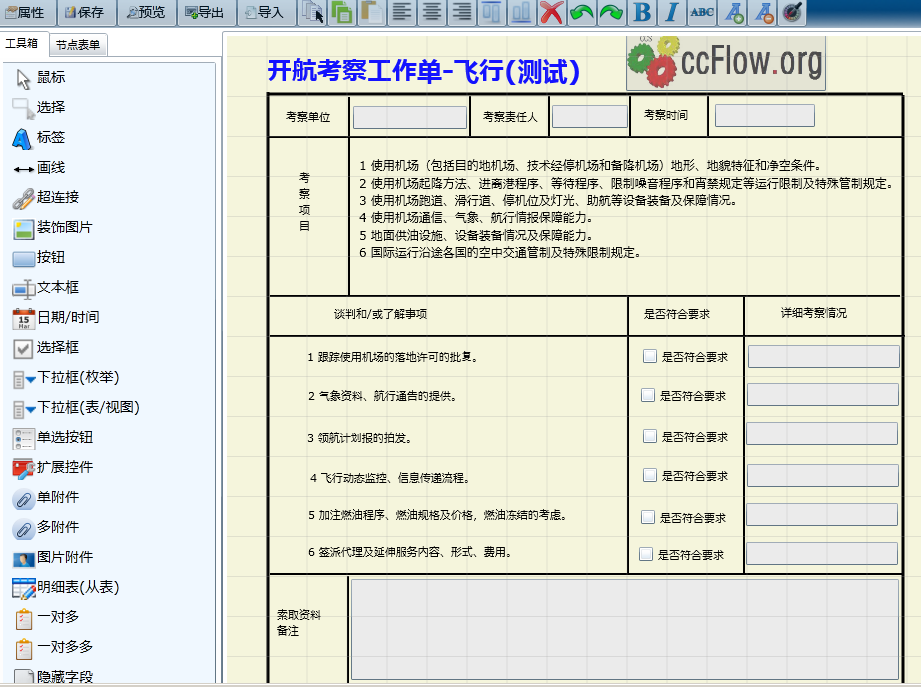 属性 保存 预览 导出 导入 B I ABC
工具箱 节点表单
鼠标
选择
标签
画线
超连接
装饰图片
按钮
文本框
日期/时间
选择框
下拉框(枚举)
下拉框(表/视图)
单选按钮
扩展控件
单附件
多附件
图片附件
明细表(从表)
一对多
一对多多
隐藏字段
开航考察工作单-飞行(测试)
ccFlow.org
考察单位 考察责任人 考察时间
考察项目
1 使用机场（包括目的地机场、技术经停机场和备降机场）地形、地貌特征和净空条件。
2 使用机场起降方法、进离港程序、等待程序、限制噪音程序和宵禁规定等运行限制及特殊管制规定。
3 使用机场跑道、滑行道、停机位及灯光、助航等设备装备及保障情况。
4 使用机场通信、气象、航行情报保障能力。
5 地面供油设施、设备装备情况及保障能力。
6 国际运行沿途各国的空中交通管制及特殊限制规定。
谈判和/或了解事项 是否符合要求 详细考察情况
1 跟踪使用机场的落地许可的批复。 是否符合要求
2 气象资料、航行通告的提供。 是否符合要求
3 领航计划报的拍发。 是否符合要求
4 飞行动态监控、信息传递流程。 是否符合要求
5 加注燃油程序、燃油规格及价格，燃油冻结的考虑。 是否符合要求
6 签派代理及延伸服务内容、形式、费用。 是否符合要求
索取资料
备注